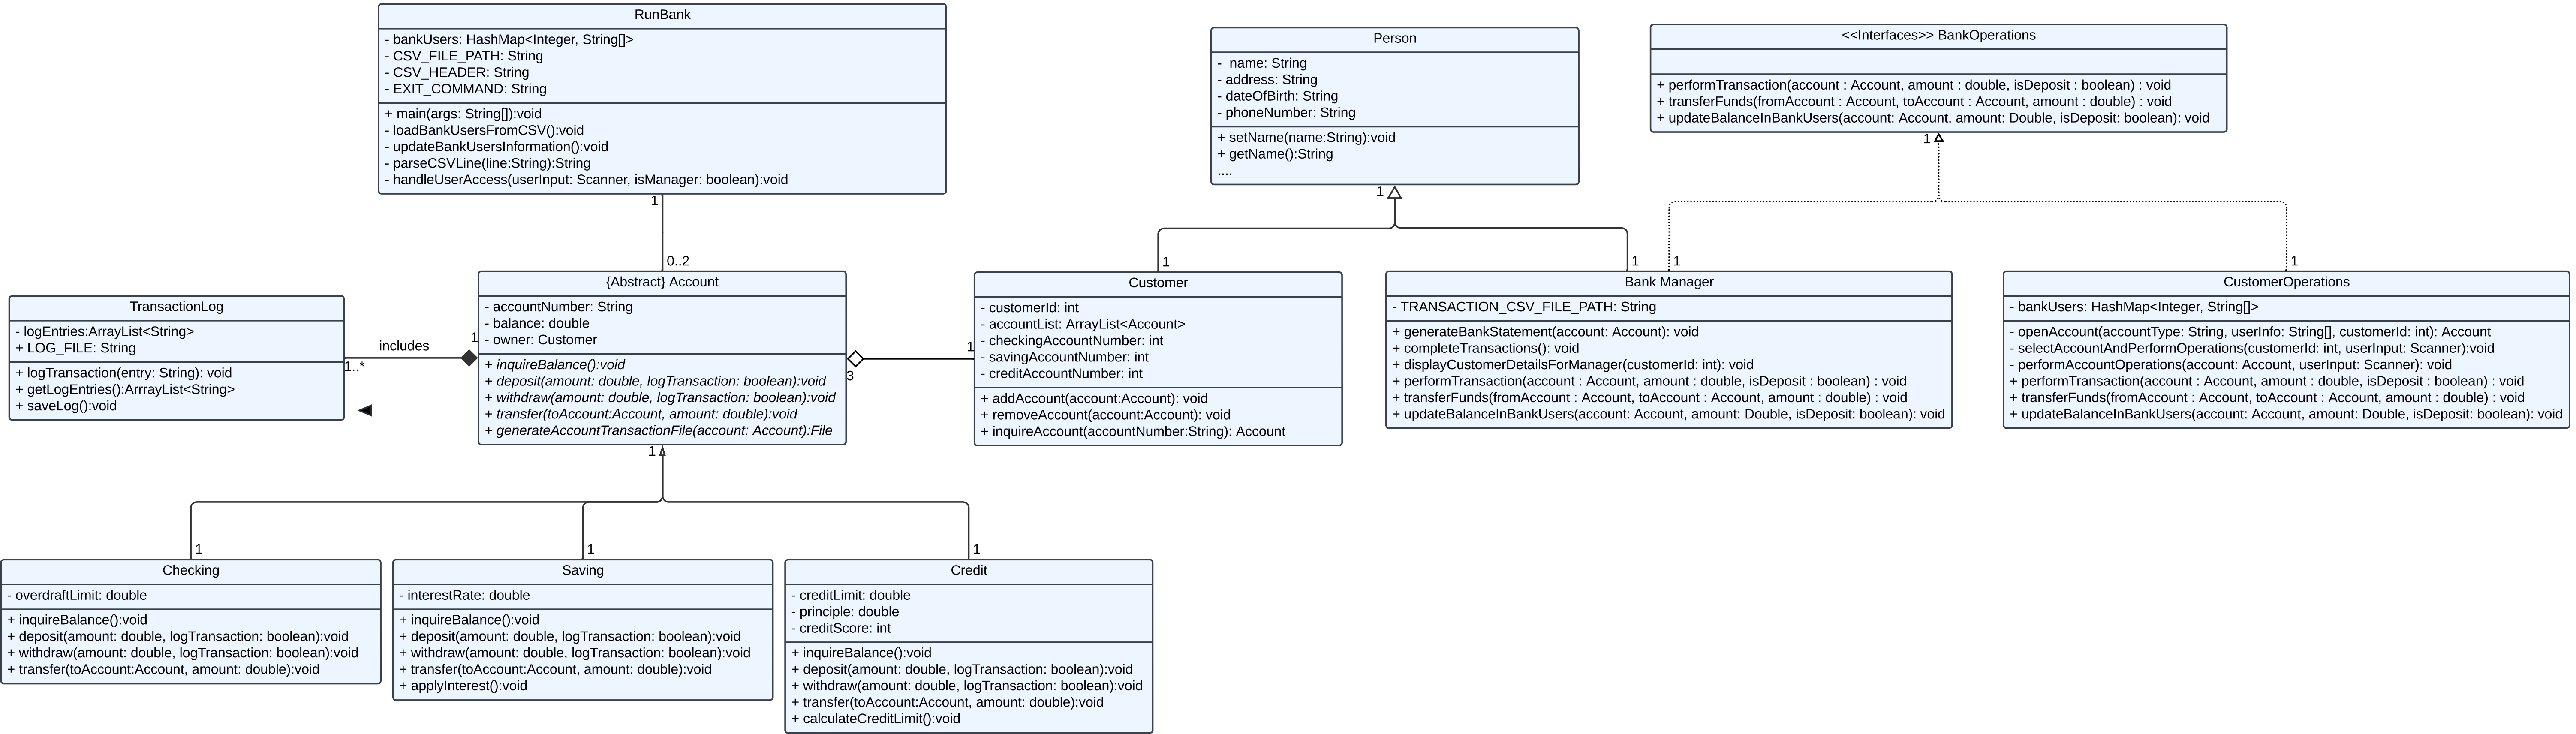 RunBank
- bankUsers: HashMap<Integer, String[]>
- CSV_FILE_PATH: String
- CSV_HEADER: String
- EXIT_COMMAND: String
+ main(args: String[]):void
- loadBankUsersFromCSV():void
- updateBankUsersInformation():void
- parseCSVLine(line:String):String
- handleUserAccess(userInput: Scanner, isManager: boolean):void
1
0..2
Person
-  name: String
- address: String
- dateOfBirth: String
- phoneNumber: String
+ setName(name:String):void
+ getName():String
....
1
1
1
<<Interfaces>> BankOperations
+ performTransaction(account : Account, amount : double, isDeposit : boolean) : void
+ transferFunds(fromAccount : Account, toAccount : Account, amount : double) : void
+ updateBalanceInBankUsers(account: Account, amount: Double, isDeposit: boolean): void
1
1
1
TransactionLog
- logEntries:ArrayList<String>
+ LOG_FILE: String
+ logTransaction(entry: String): void
+ getLogEntries():ArrrayList<String>
+ saveLog():void
includes
1
1..*
{Abstract} Account
- accountNumber: String
- balance: double
- owner: Customer
+ inquireBalance():void
+ deposit(amount: double, logTransaction: boolean):void
+ withdraw(amount: double, logTransaction: boolean):void
+ transfer(toAccount:Account, amount: double):void
+ generateAccountTransactionFile(account: Account):File
1
3
Customer
- customerId: int
- accountList: ArrayList<Account>
- checkingAccountNumber: int
- savingAccountNumber: int
- creditAccountNumber: int
+ addAccount(account:Account): void
+ removeAccount(account:Account): void
+ inquireAccount(accountNumber:String): Account
Bank Manager
- TRANSACTION_CSV_FILE_PATH: String
+ generateBankStatement(account: Account): void
+ completeTransactions(): void
+ displayCustomerDetailsForManager(customerId: int): void
+ performTransaction(account : Account, amount : double, isDeposit : boolean) : void
+ transferFunds(fromAccount : Account, toAccount : Account, amount : double) : void
+ updateBalanceInBankUsers(account: Account, amount: Double, isDeposit: boolean): void
CustomerOperations
- bankUsers: HashMap<Integer, String[]>
- openAccount(accountType: String, userInfo: String[], customerId: int): Account
- selectAccountAndPerformOperations(customerId: int, userInput: Scanner):void
- performAccountOperations(account: Account, userInput: Scanner): void
+ performTransaction(account : Account, amount : double, isDeposit : boolean) : void
+ transferFunds(fromAccount : Account, toAccount : Account, amount : double) : void
+ updateBalanceInBankUsers(account: Account, amount: Double, isDeposit: boolean): void
1
1
1
1
Checking
- overdraftLimit: double
+ inquireBalance():void
+ deposit(amount: double, logTransaction: boolean):void
+ withdraw(amount: double, logTransaction: boolean):void
+ transfer(toAccount:Account, amount: double):void
Saving
- interestRate: double
+ inquireBalance():void
+ deposit(amount: double, logTransaction: boolean):void
+ withdraw(amount: double, logTransaction: boolean):void
+ transfer(toAccount:Account, amount: double):void
+ applyInterest():void
Credit
- creditLimit: double
- principle: double
- creditScore: int
+ inquireBalance():void
+ deposit(amount: double, logTransaction: boolean):void
+ withdraw(amount: double, logTransaction: boolean):void
+ transfer(toAccount:Account, amount: double):void
+ calculateCreditLimit():void